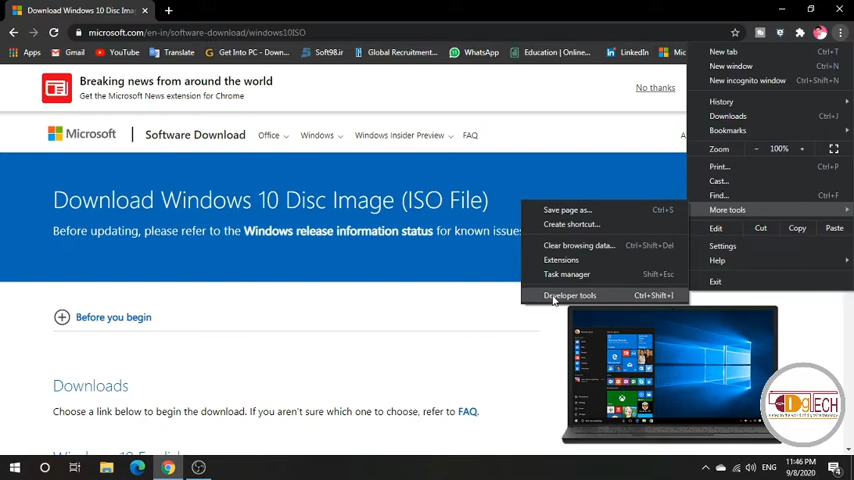 Download Windows 10 Disc Ima
microsoft.com/en-in/software-download/windows10ISO
Apps
Gmail
YouTube
Translate
Get Into PC - Down...
Soft98.ir
Global Recruitment...
WhatsApp
Education | Online...
LinkedIn
Mic
Breaking news from around the world
Get the Microsoft News extension for Chrome
No thanks
Microsoft
Software Download
Office
Windows
Windows Insider Preview
FAQ
A
Download Windows 10 Disc Image (ISO File)
Before updating, please refer to the Windows release information status for known issues
Before you begin
Downloads
Choose a link below to begin the download. If you aren't sure which one to choose, refer to FAQ.
New tab Ctrl+T
New window Ctrl+N
New incognito window Ctrl+Shift+N
History
Downloads Ctrl+J
Bookmarks
Zoom − 100% +
Print... Ctrl+P
Cast...
Find... Ctrl+F
More tools
Edit Cut Copy Paste
Settings
Help
Exit
Save page as... Ctrl+S
Create shortcut...
Clear browsing data... Ctrl+Shift+Del
Extensions
Task manager Shift+Esc
Developer tools Ctrl+Shift+I
ENG
11:46 PM
9/8/2020
4